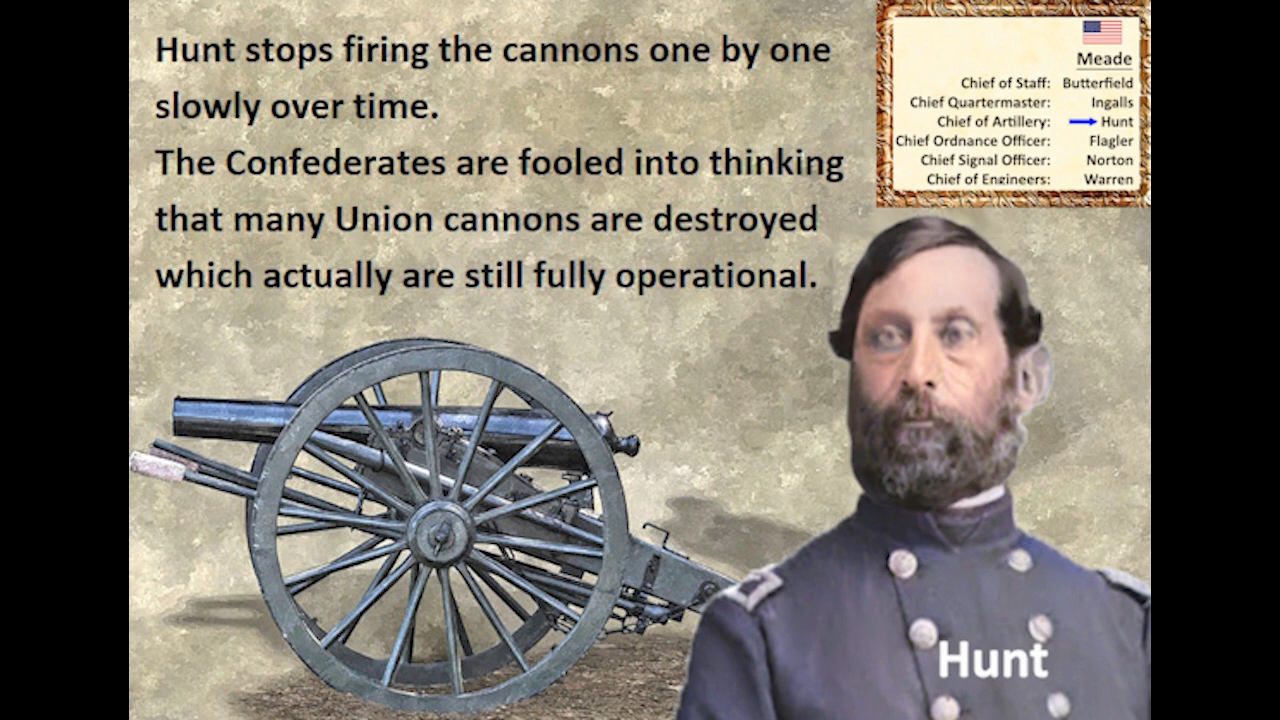 Hunt stops firing the cannons one by one
slowly over time.
The Confederates are fooled into thinking
that many Union cannons are destroyed
which actually are still fully operational.
Meade
Chief of Staff: Butterfield
Chief Quartermaster: Ingalls
Chief of Artillery: Hunt
Chief Ordnance Officer: Flagler
Chief Signal Officer: Norton
Chief of Engineers: Warren
Hunt